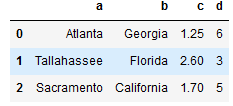 a b c d
0 Atlanta Georgia 1.25 6
1 Tallahassee Florida 2.60 3
2 Sacramento California 1.70 5